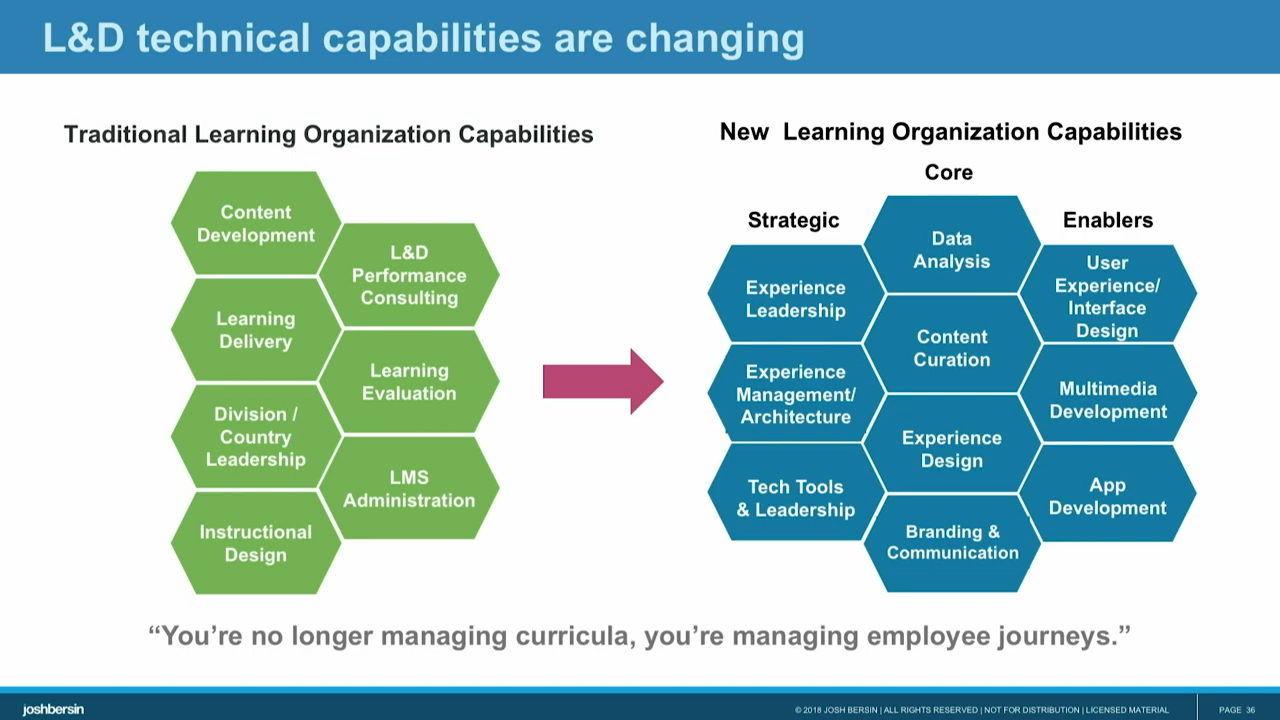 L&D technical capabilities are changing
Traditional Learning Organization Capabilities
Content
Development
Learning
Delivery
Division /
Country
Leadership
Instructional
Design
L&D
Performance
Consulting
Learning
Evaluation
LMS
Administration
New Learning Organization Capabilities
Strategic
Experience
Leadership
Experience
Management/
Architecture
Tech Tools
& Leadership
Core
Data
Analysis
Content
Curation
Experience
Design
Branding &
Communication
Enablers
User
Experience/
Interface
Design
Multimedia
Development
App
Development
“You’re no longer managing curricula, you’re managing employee journeys.”
joshbersin
© 2018 JOSH BERSIN | ALL RIGHTS RESERVED | NOT FOR DISTRIBUTION | LICENSED MATERIAL
PAGE 36